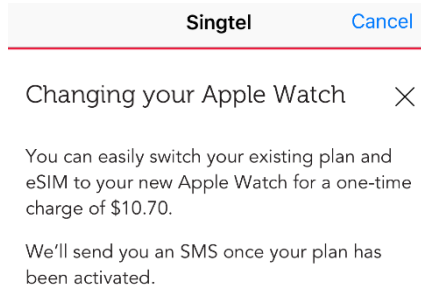 Singtel Cancel
Changing your Apple Watch
You can easily switch your existing plan and
eSIM to your new Apple Watch for a one-time
charge of $10.70.
We’ll send you an SMS once your plan has
been activated.